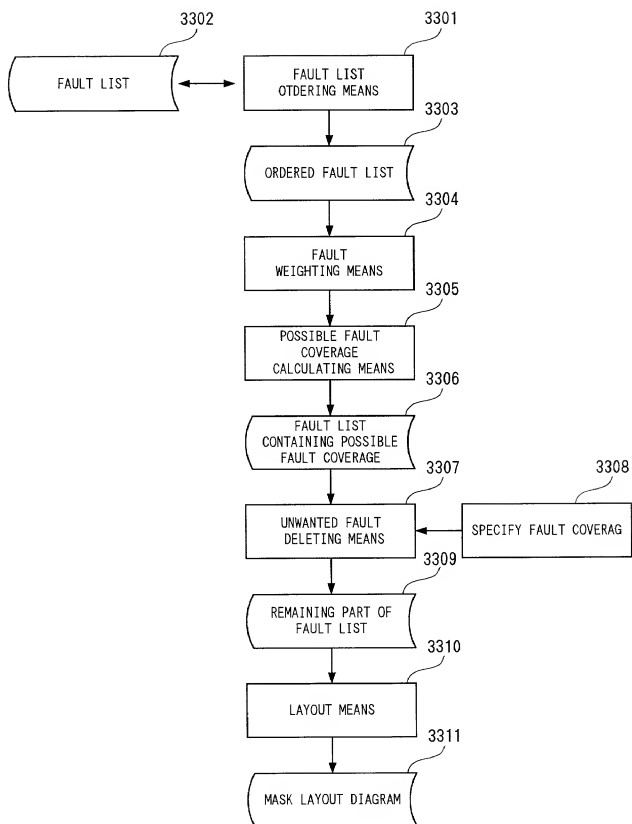 3302
3301
FAULT LIST
FAULT LIST
OTDERING MEANS
3303
ORDERED FAULT LIST
3304
FAULT
WEIGHTING MEANS
3305
POSSIBLE FAULT
COVERAGE
CALCULATING MEANS
3306
FAULT LIST
CONTAINING POSSIBLE
FAULT COVERAGE
3307
3308
UNWANTED FAULT
DELETING MEANS
SPECIFY FAULT COVERAG
3309
REMAINING PART OF
FAULT LIST
3310
LAYOUT MEANS
3311
MASK LAYOUT DIAGRAM